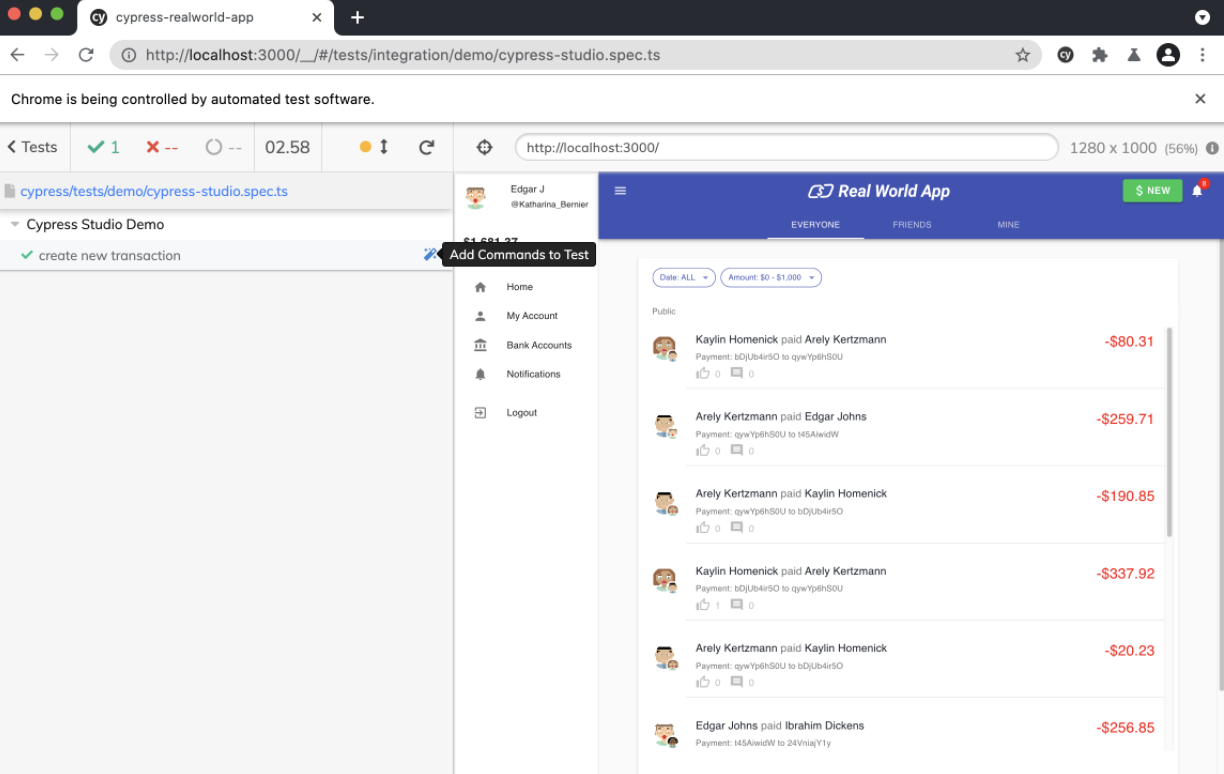 cypress-realworld-app
http://localhost:3000/__/#/tests/integration/demo/cypress-studio.spec.ts
Chrome is being controlled by automated test software.
Tests 1 -- -- 02.58
http://localhost:3000/
1280 x 1000 (56%)
cypress/tests/demo/cypress-studio.spec.ts
Cypress Studio Demo
create new transaction
Add Commands to Test
Edgar J
@Katharina_Bernier
Home
My Account
Bank Accounts
Notifications
Logout
Real World App
$ NEW
8
EVERYONE FRIENDS MINE
Date: ALL Amount: $0 - $1,000
Public
Kaylin Homenick paid Arely Kertzmann -$80.31
Payment: bDjUb4ir5O to qywYp6hS0U
0 0
Arely Kertzmann paid Edgar Johns -$259.71
Payment: qywYp6hS0U to t45AiwidW
0 0
Arely Kertzmann paid Kaylin Homenick -$190.85
Payment: qywYp6hS0U to bDjUb4ir5O
0 0
Kaylin Homenick paid Arely Kertzmann -$337.92
Payment: bDjUb4ir5O to qywYp6hS0U
1 0
Arely Kertzmann paid Kaylin Homenick -$20.23
Payment: qywYp6hS0U to bDjUb4ir5O
0 0
Edgar Johns paid Ibrahim Dickens -$256.85
Payment: t45AiwidW to 24VniajY1y